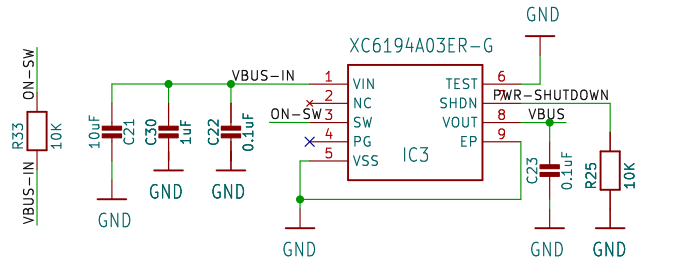 GND
XC6194A03ER-G
ON-SW
R33
10K
VBUS-IN
VBUS-IN
10uF
C21
GND
C30
1uF
GND
C22
0.1uF
GND
ON-SW
1
2
3
4
5
VIN
NC
SW
PG
VSS
IC3
TEST
SHDN
VOUT
EP
6
7
8
9
PWR-SHUTDOWN
VBUS
GND
C23
0.1uF
GND
R25
10K
GND